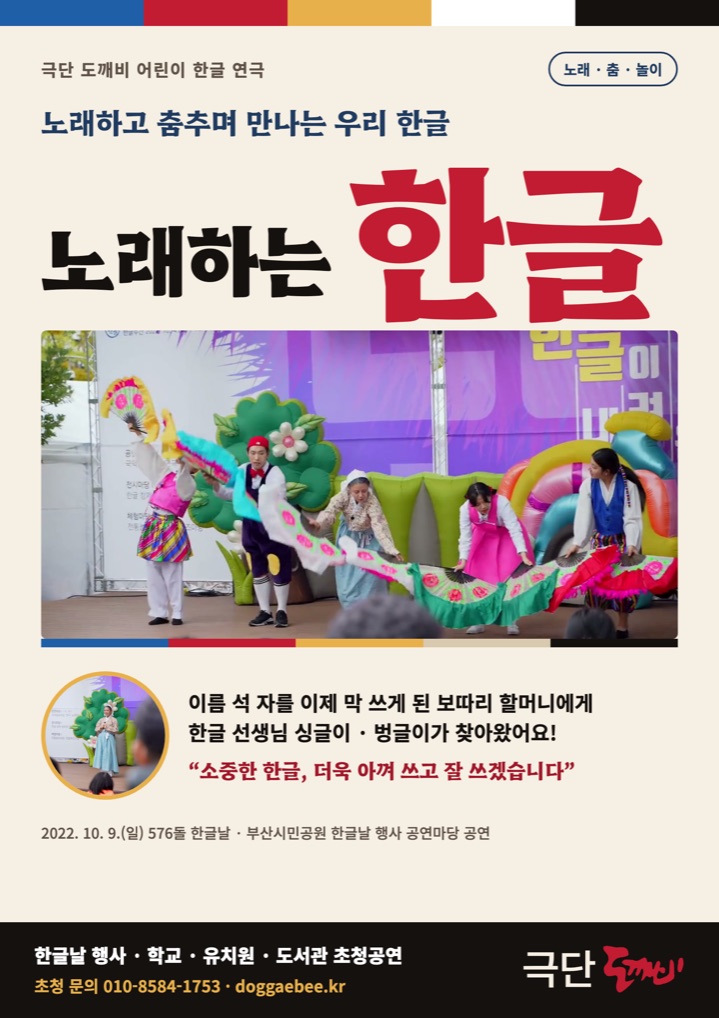 극단 도깨비 어린이 한글 연극
노래 · 춤 · 놀이
노래하고 춤추며 만나는 우리 한글
노래하는 한글
한글이
이름 석 자를 이제 막 쓰게 된 보따리 할머니에게
한글 선생님 싱글이 · 벙글이가 찾아왔어요!
“소중한 한글, 더욱 아껴 쓰고 잘 쓰겠습니다”
2022. 10. 9.(일) 576돌 한글날 · 부산시민공원 한글날 행사 공연마당 공연
한글날 행사 · 학교 · 유치원 · 도서관 초청공연
초청 문의 010-8584-1753 · doggaebee.kr
극단 도깨비